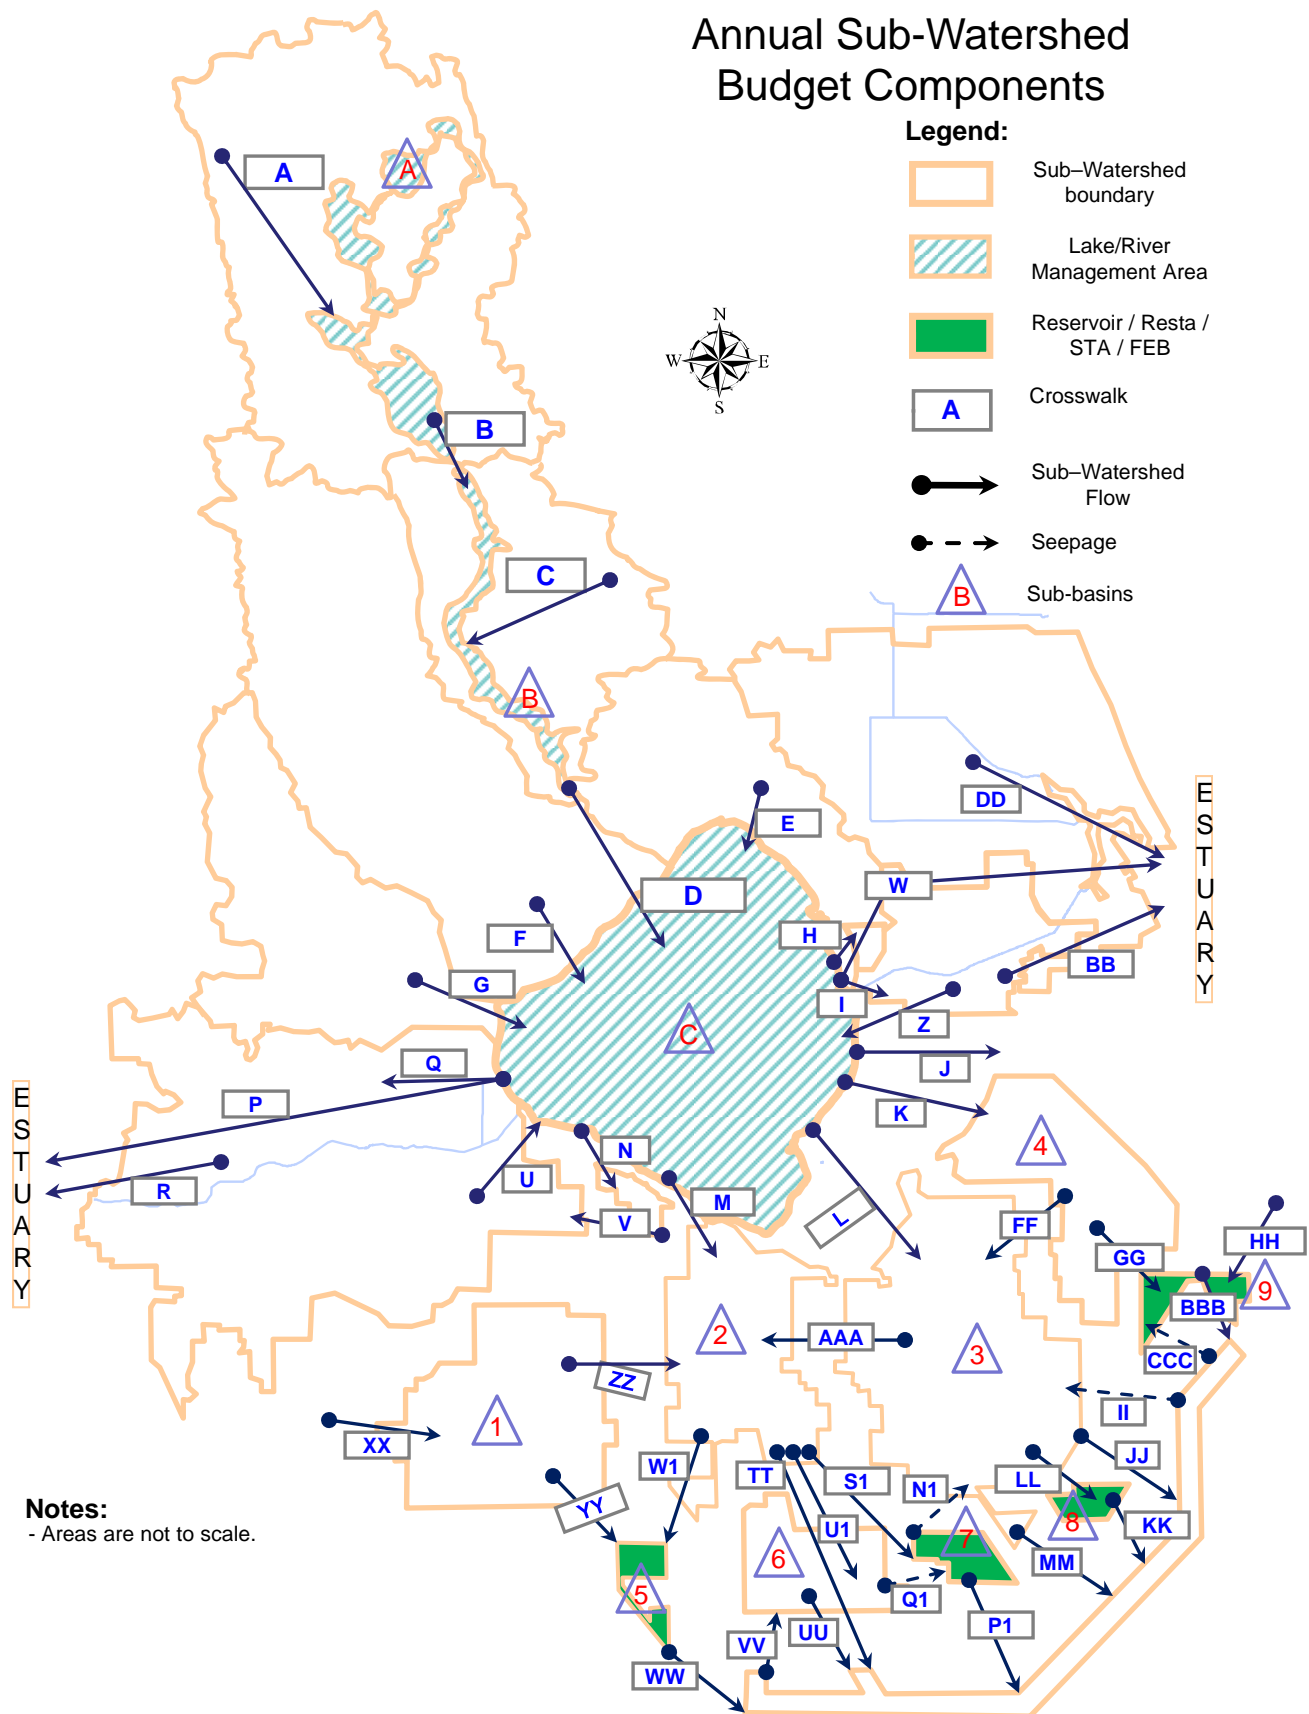 Annual Sub-Watershed
Budget Components
Legend:
Sub–Watershed
boundary
Lake/River
Management Area
Reservoir / Resta /
STA / FEB
A
Crosswalk
Sub–Watershed
Flow
Seepage
B
Sub-basins
N
W
E
S
A
A
B
C
B
DD
E
D
W
F
H
BB
G
I
Z
C
J
Q
K
P
N
U
R
M
L
V
4
FF
GG
HH
9
BBB
2
AAA
3
CCC
ZZ
II
1
XX
W1
TT
S1
N1
LL
JJ
YY
U1
7
8
KK
6
MM
5
Q1
UU
P1
VV
WW
E
S
T
U
A
R
Y
E
S
T
U
A
R
Y
Notes:
- Areas are not to scale.